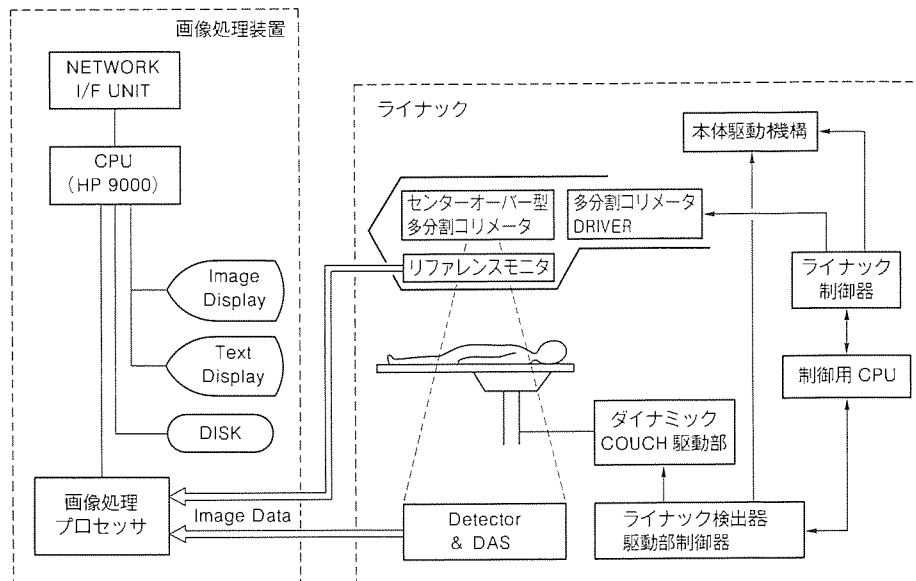 画像処理装置
NETWORK
I/F UNIT
CPU
(HP 9000)
Image
Display
Text
Display
DISK
画像処理
プロセッサ
Image Data
ライナック
本体駆動機構
センターオーバー型
多分割コリメータ
多分割コリメータ
DRIVER
リファレンスモニタ
ライナック
制御器
制御用 CPU
ダイナミック
COUCH 駆動部
Detector
& DAS
ライナック検出器
駆動部制御器